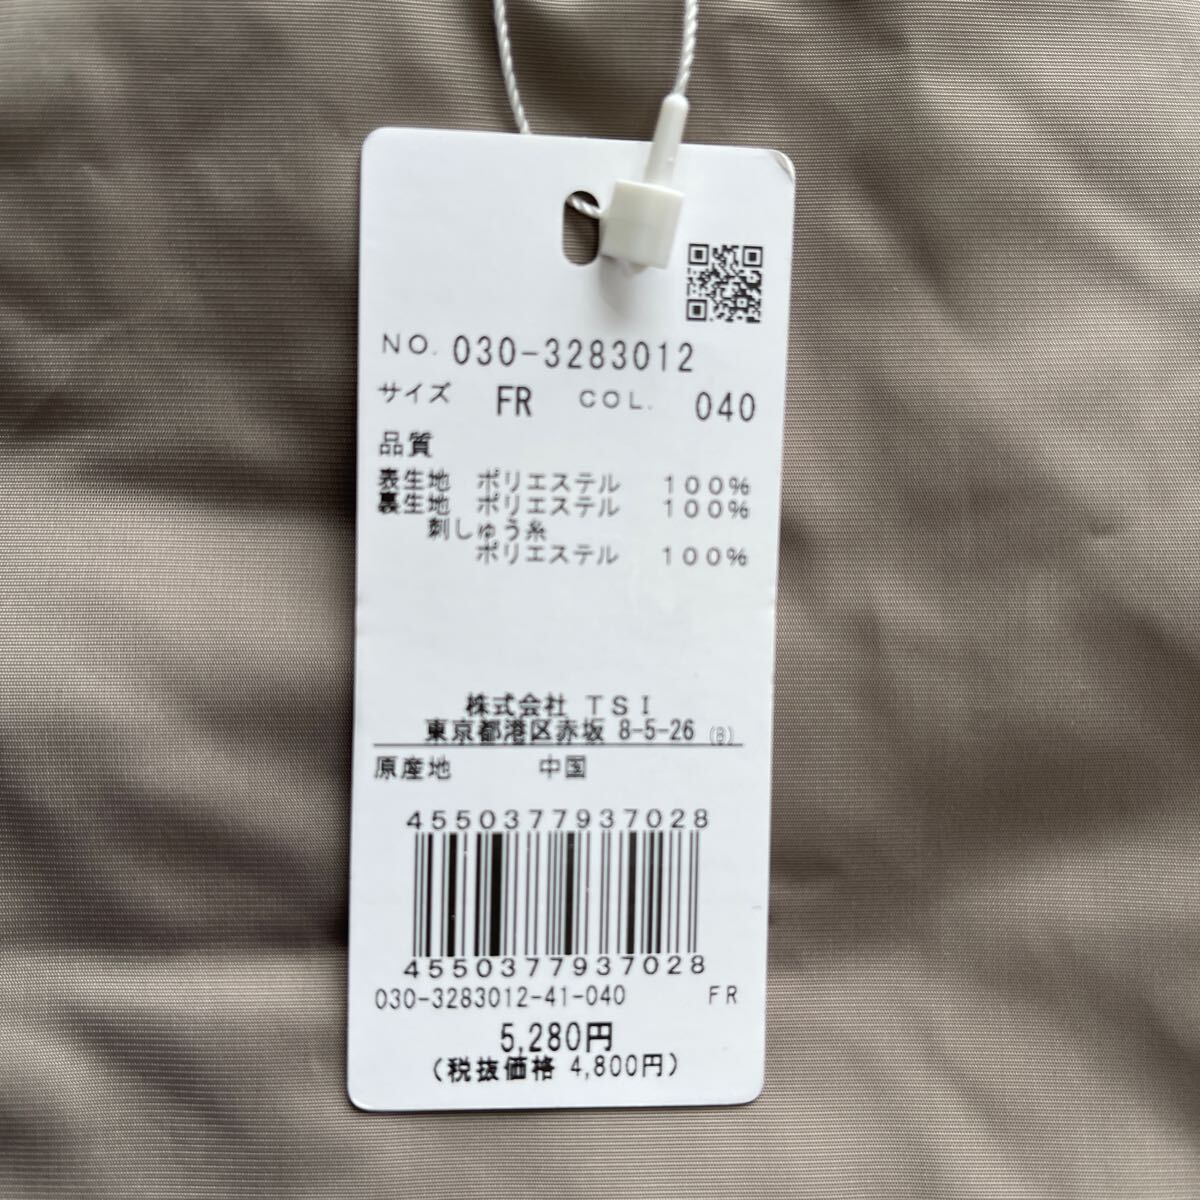 NO. 030-3283012
サイズ FR COL. 040
品質
表生地 ポリエステル 100%
裏生地 ポリエステル 100%
刺しゅう糸
ポリエステル 100%
株式会社 TSI
東京都港区赤坂 8-5-26 (B)
原産地 中国
4550377937028
4550377937028
030-3283012-41-040 FR
5,280円
(税抜価格 4,800円)